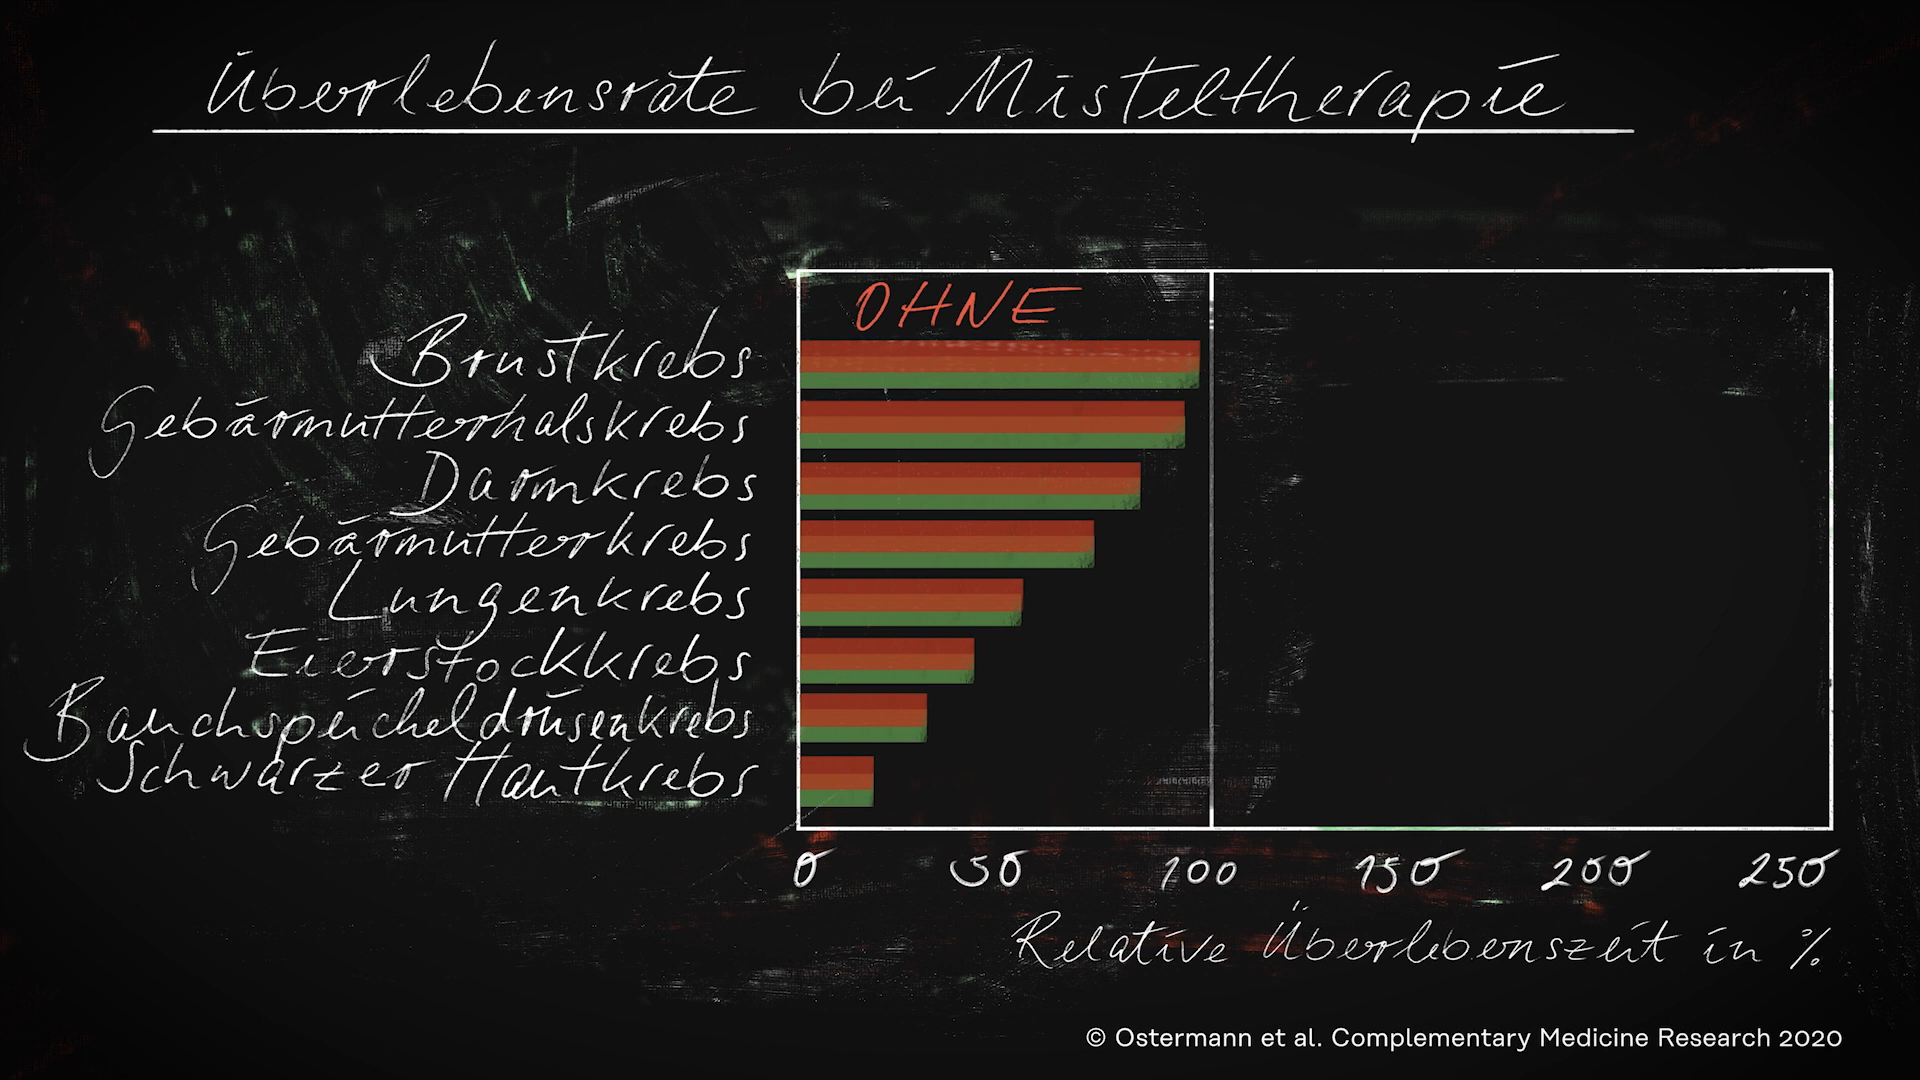 Überlebensrate bei Misteltherapie
OHNE
Brustkrebs
Gebärmutterhalskrebs
Darmkrebs
Gebärmutterkrebs
Lungenkrebs
Eierstockkrebs
Bauchspeicheldrüsenkrebs
Schwarzer Hautkrebs
0 50 100 150 200 250
Relative Überlebenszeit in %
© Ostermann et al. Complementary Medicine Research 2020